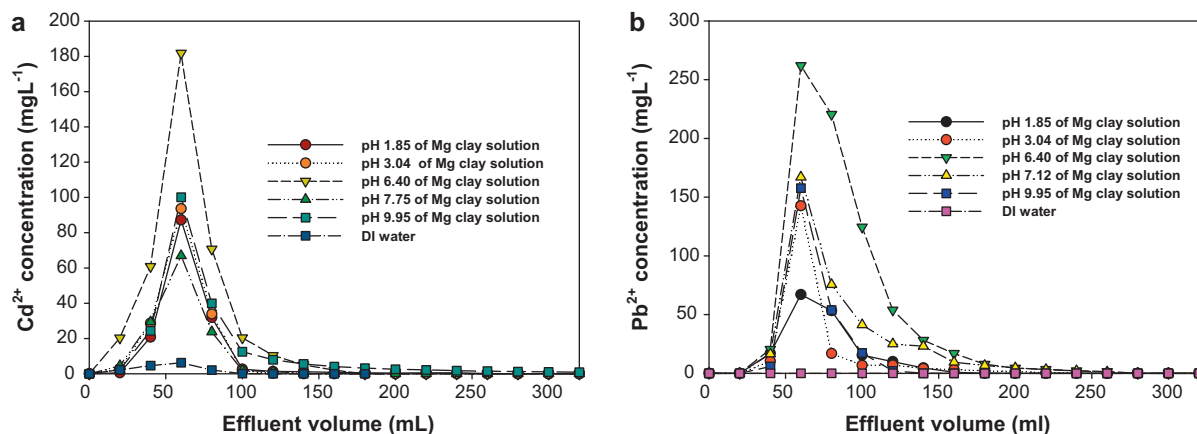 a
200
180
160
140
120
100
80
60
40
20
0
Cd2+ concentration (mgL-1)
pH 1.85 of Mg clay solution
pH 3.04 of Mg clay solution
pH 6.40 of Mg clay solution
pH 7.75 of Mg clay solution
pH 9.95 of Mg clay solution
DI water
0 50 100 150 200 250 300
Effluent volume (mL)
b
300
250
200
150
100
50
0
Pb2+ concentration (mgL-1)
pH 1.85 of Mg clay solution
pH 3.04 of Mg clay solution
pH 6.40 of Mg clay solution
pH 7.12 of Mg clay solution
pH 9.95 of Mg clay solution
DI water
0 50 100 150 200 250 300
Effluent volume (ml)